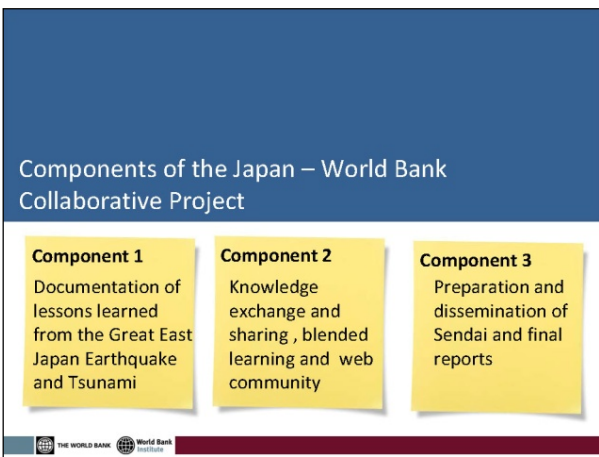 Components of the Japan – World Bank
Collaborative Project
Component 1
Documentation of
lessons learned
from the Great East
Japan Earthquake
and Tsunami
Component 2
Knowledge
exchange and
sharing , blended
learning and web
community
Component 3
Preparation and
dissemination of
Sendai and final
reports
THE WORLD BANK
World Bank
Institute